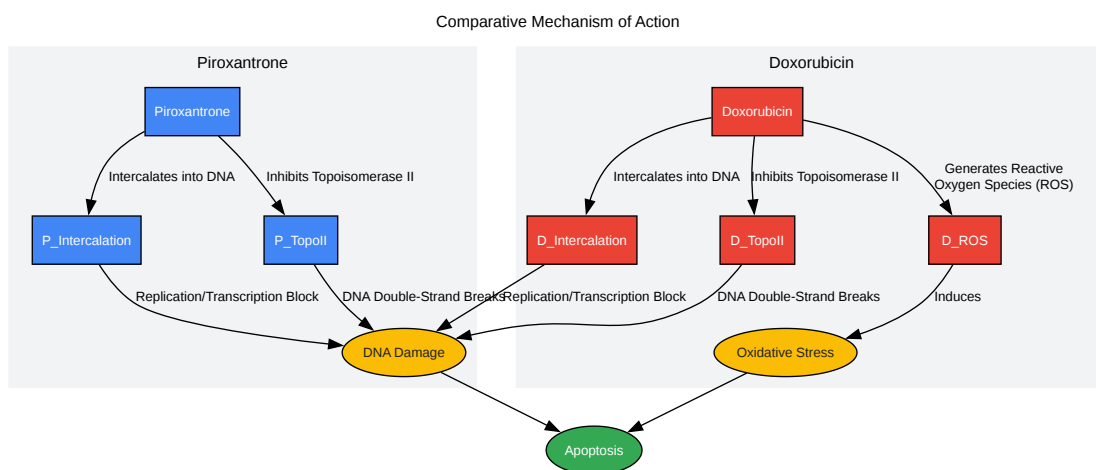 Comparative Mechanism of Action
Piroxantrone
Doxorubicin
Piroxantrone
Doxorubicin
Intercalates into DNA
Inhibits Topoisomerase II
Intercalates into DNA
Inhibits Topoisomerase II
Generates Reactive
Oxygen Species (ROS)
P_Intercalation
P_TopoII
D_Intercalation
D_TopoII
D_ROS
Replication/Transcription Block
DNA Double-Strand Breaks
Replication/Transcription Block
DNA Double-Strand Breaks
Induces
DNA Damage
Oxidative Stress
Apoptosis